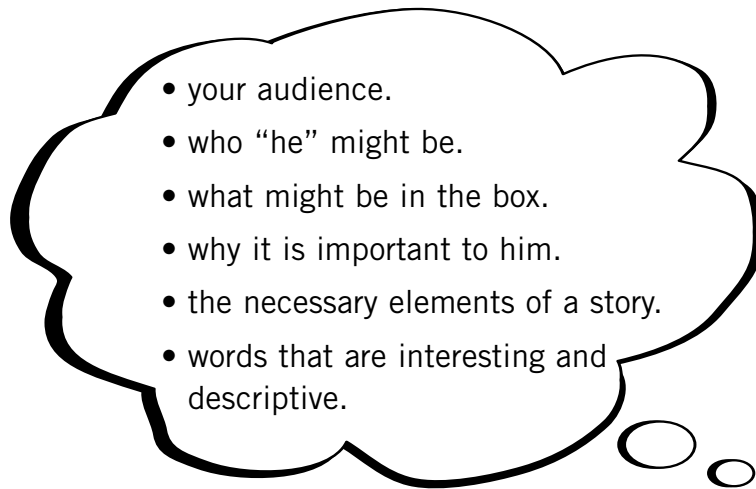 • your audience.
• who “he” might be.
• what might be in the box.
• why it is important to him.
• the necessary elements of a story.
• words that are interesting and
descriptive.